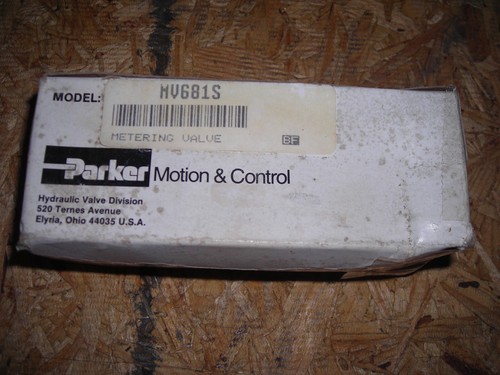 MODEL: MV681S
METERING VALVE BF
Parker Motion & Control
Hydraulic Valve Division
520 Ternes Avenue
Elyria, Ohio 44035 U.S.A.